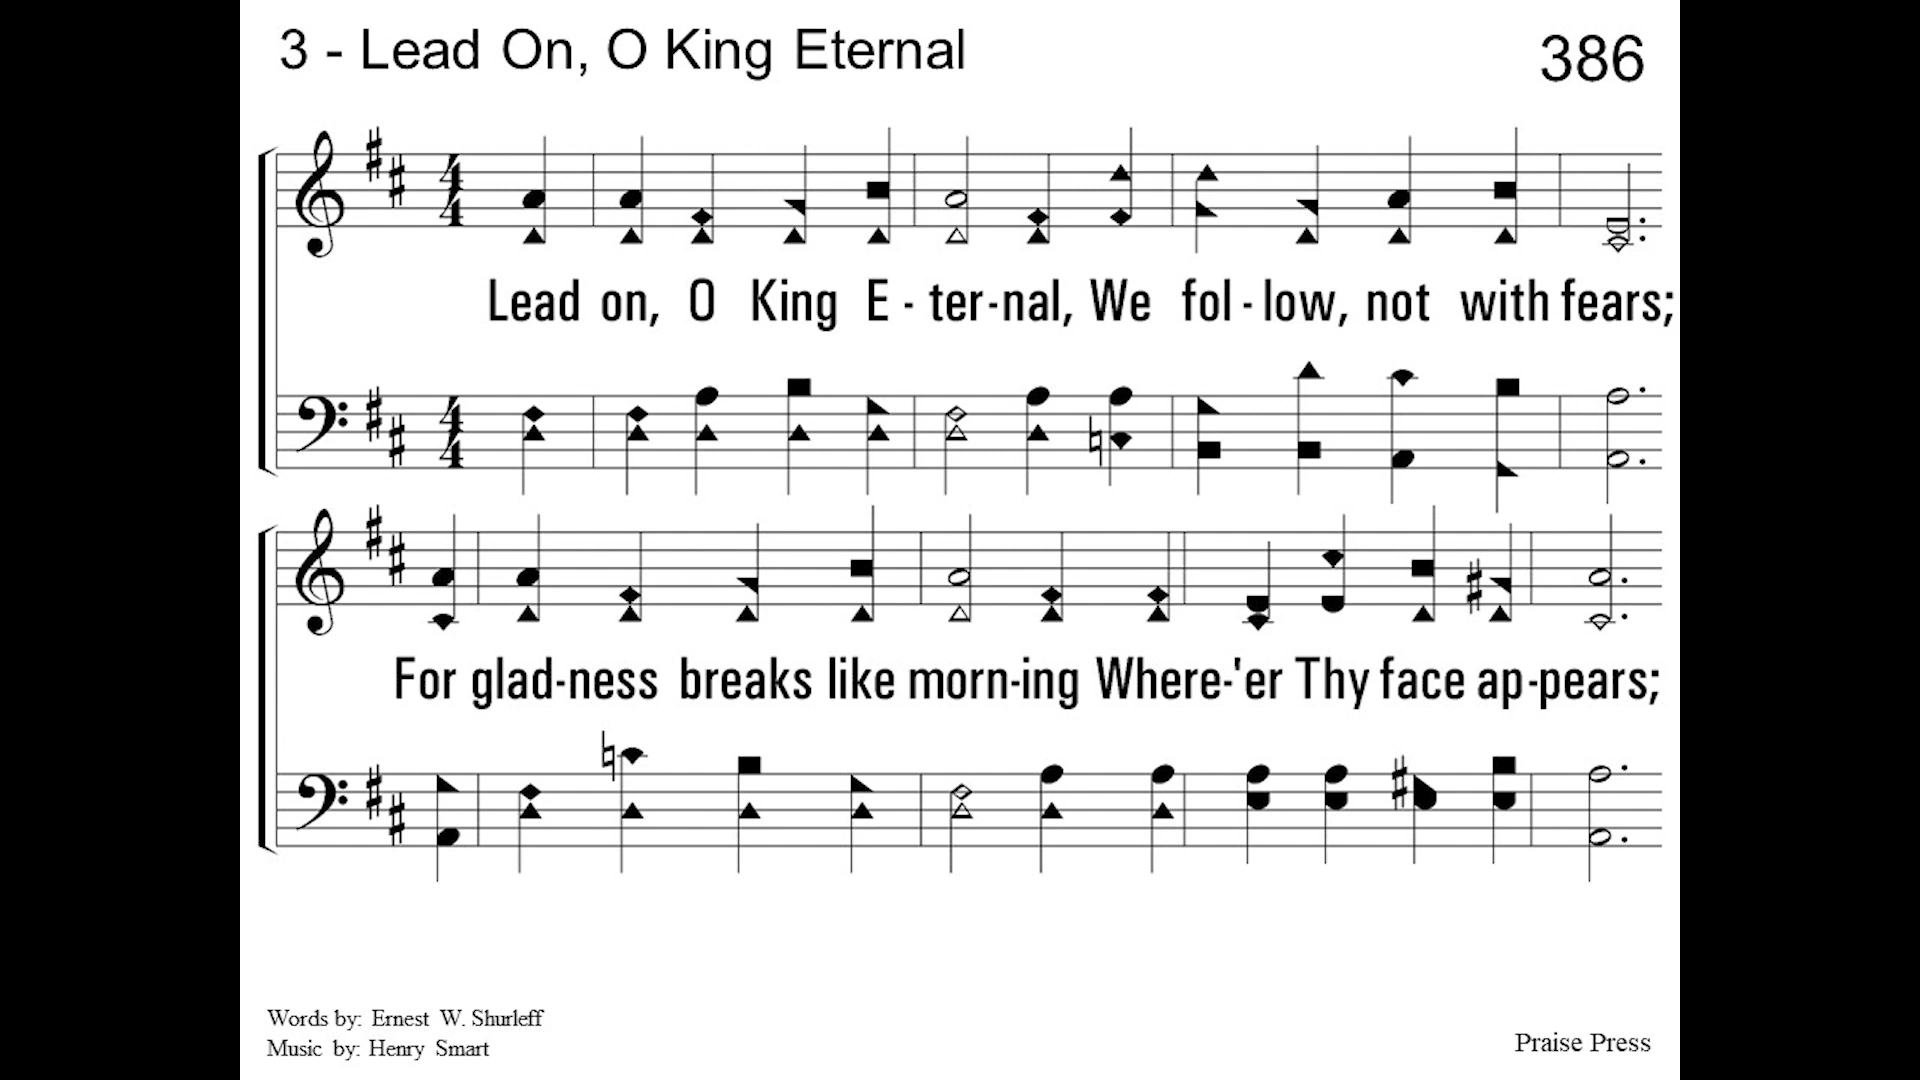 3 - Lead On, O King Eternal
386
Lead on, O King E - ter-nal, We fol - low, not with fears;
For glad-ness breaks like morn-ing Where-'er Thy face ap-pears;
Words by: Ernest W. Shurleff
Music by: Henry Smart
Praise Press